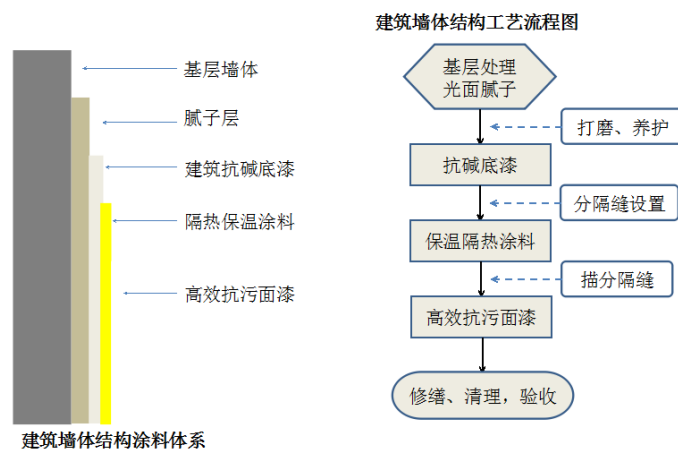 建筑墙体结构工艺流程图
基层墙体
腻子层
建筑抗碱底漆
隔热保温涂料
高效抗污面漆
建筑墙体结构涂料体系
基层处理
光面腻子
打磨、养护
抗碱底漆
分隔缝设置
保温隔热涂料
描分隔缝
高效抗污面漆
修缮、清理，验收